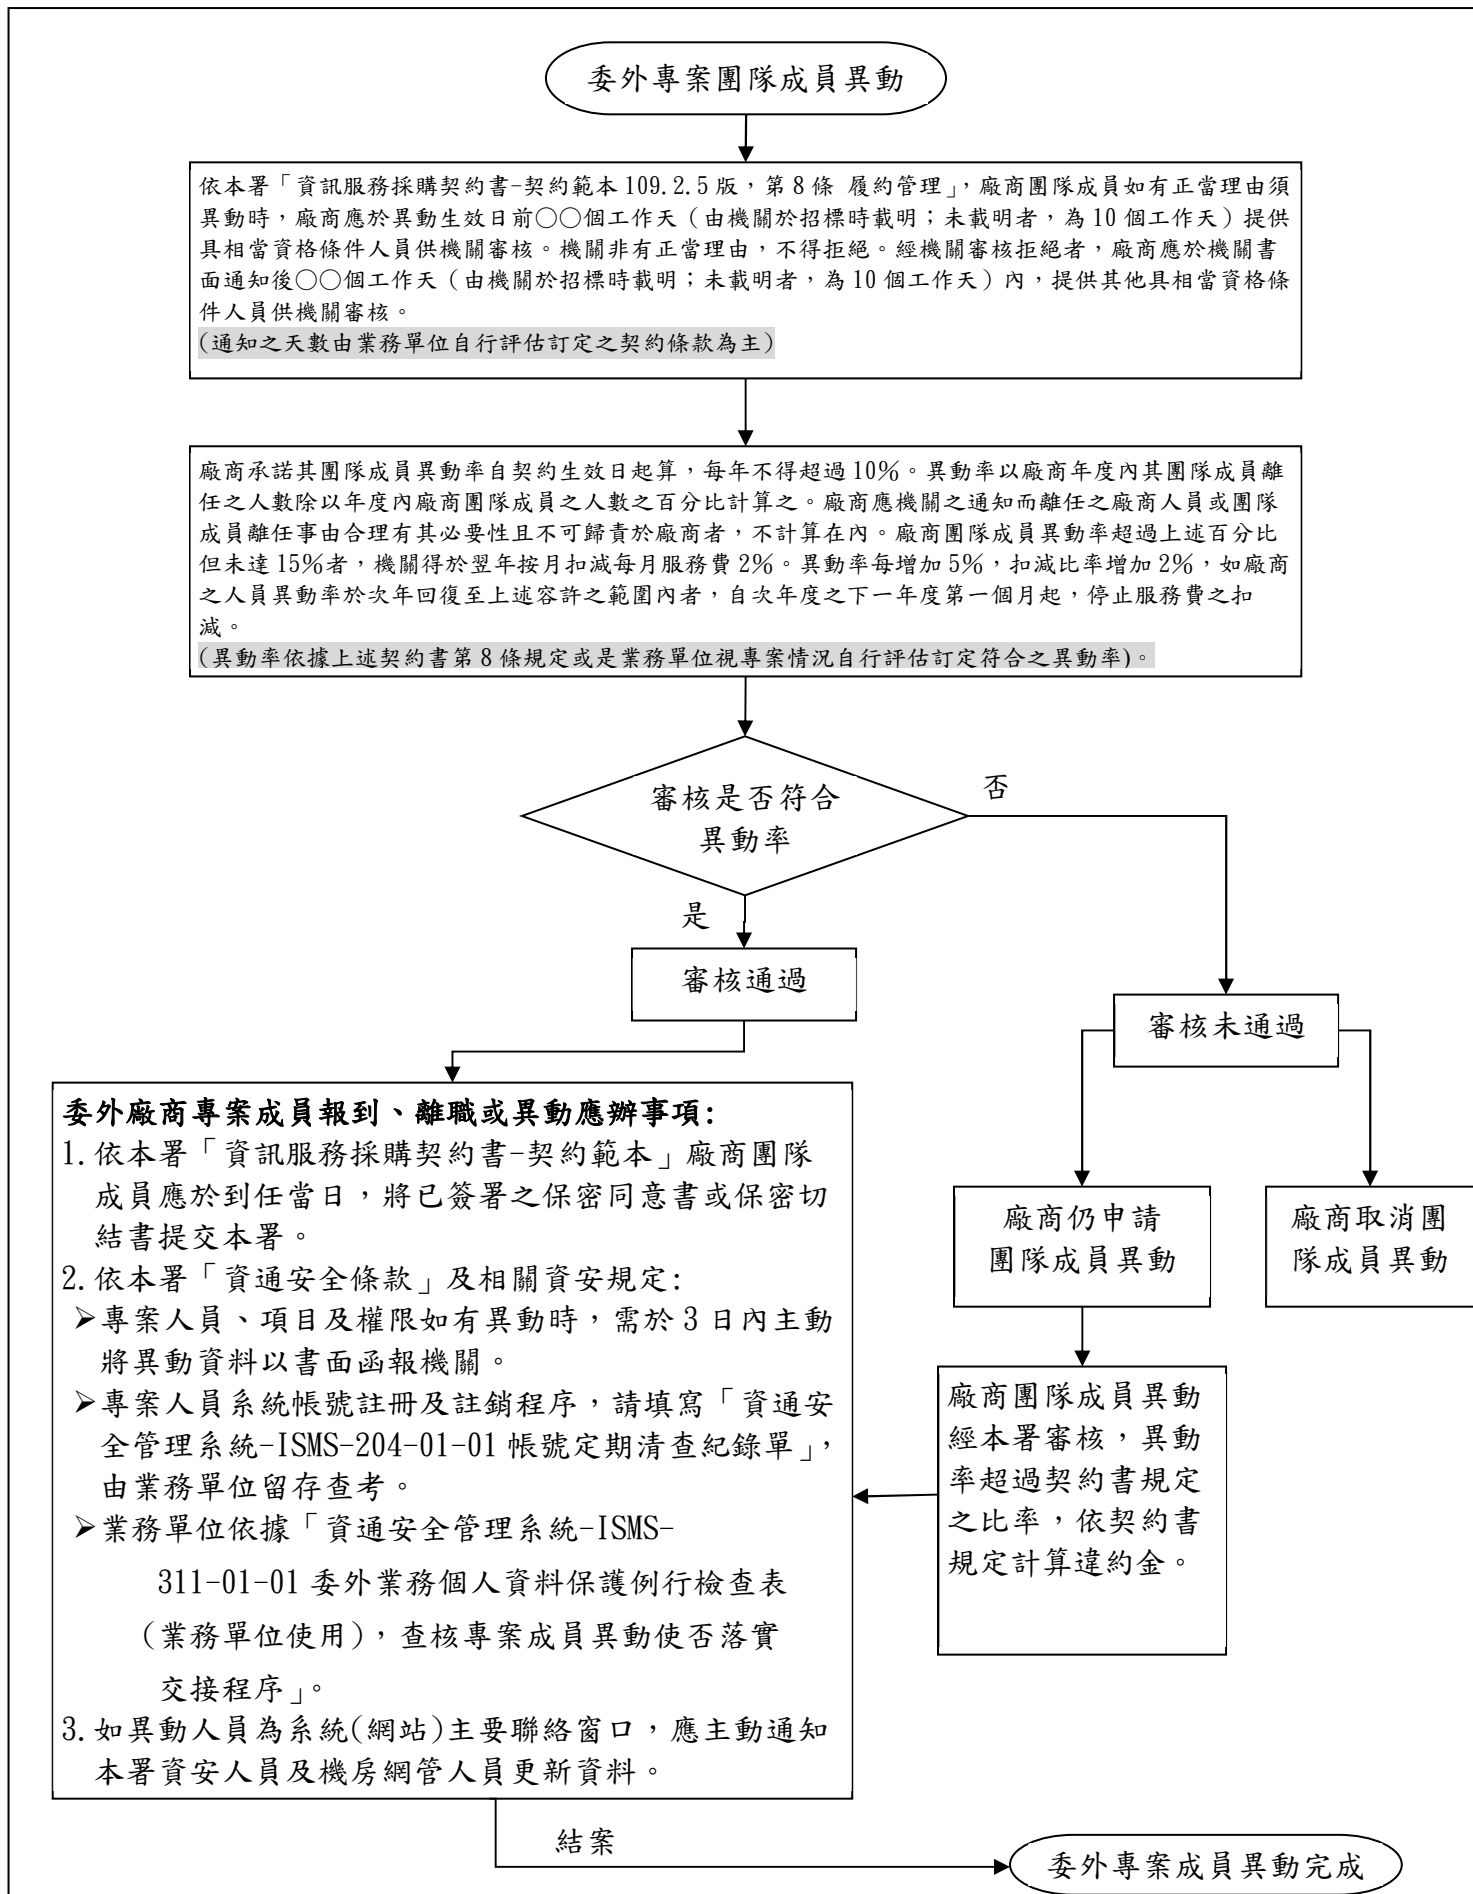 委外專案團隊成員異動
依本署「資訊服務採購契約書-契約範本 109.2.5 版，第 8 條 履約管理」，廠商團隊成員如有正當理由須
異動時，廠商應於異動生效日前○○個工作天（由機關於招標時載明；未載明者，為 10 個工作天）提供
具相當資格條件人員供機關審核。機關非有正當理由，不得拒絕。經機關審核拒絕者，廠商應於機關書
面通知後○○個工作天（由機關於招標時載明；未載明者，為 10 個工作天）內，提供其他具相當資格條
件人員供機關審核。
(通知之天數由業務單位自行評估訂定之契約條款為主)
廠商承諾其團隊成員異動率自契約生效日起算，每年不得超過 10%。異動率以廠商年度內其團隊成員離
任之人數除以年度內廠商團隊成員之人數之百分比計算之。廠商應機關之通知而離任之廠商人員或團隊
成員離任事由合理有其必要性且不可歸責於廠商者，不計算在內。廠商團隊成員異動率超過上述百分比
但未達 15%者，機關得於翌年按月扣減每月服務費 2%。異動率每增加 5%，扣減比率增加 2%，如廠商
之人員異動率於次年回復至上述容許之範圍內者，自次年度之下一年度第一個月起，停止服務費之扣
減。
(異動率依據上述契約書第 8 條規定或是業務單位視專案情況自行評估訂定符合之異動率)。
審核是否符合
異動率
否
是
審核通過
審核未通過
委外廠商專案成員報到、離職或異動應辦事項:
1.依本署「資訊服務採購契約書-契約範本」廠商團隊
成員應於到任當日，將已簽署之保密同意書或保密切
結書提交本署。
2.依本署「資通安全條款」及相關資安規定:
➢專案人員、項目及權限如有異動時，需於 3 日內主動
將異動資料以書面函報機關。
➢專案人員系統帳號註冊及註銷程序，請填寫「資通安
全管理系統-ISMS-204-01-01 帳號定期清查紀錄單」，
由業務單位留存查考。
➢業務單位依據「資通安全管理系統-ISMS-
311-01-01 委外業務個人資料保護例行檢查表
(業務單位使用)，查核專案成員異動使否落實
交接程序」。
3.如異動人員為系統(網站)主要聯絡窗口，應主動通知
本署資安人員及機房網管人員更新資料。
廠商仍申請
團隊成員異動
廠商取消團
隊成員異動
廠商團隊成員異動
經本署審核，異動
率超過契約書規定
之比率，依契約書
規定計算違約金。
結案
委外專案成員異動完成